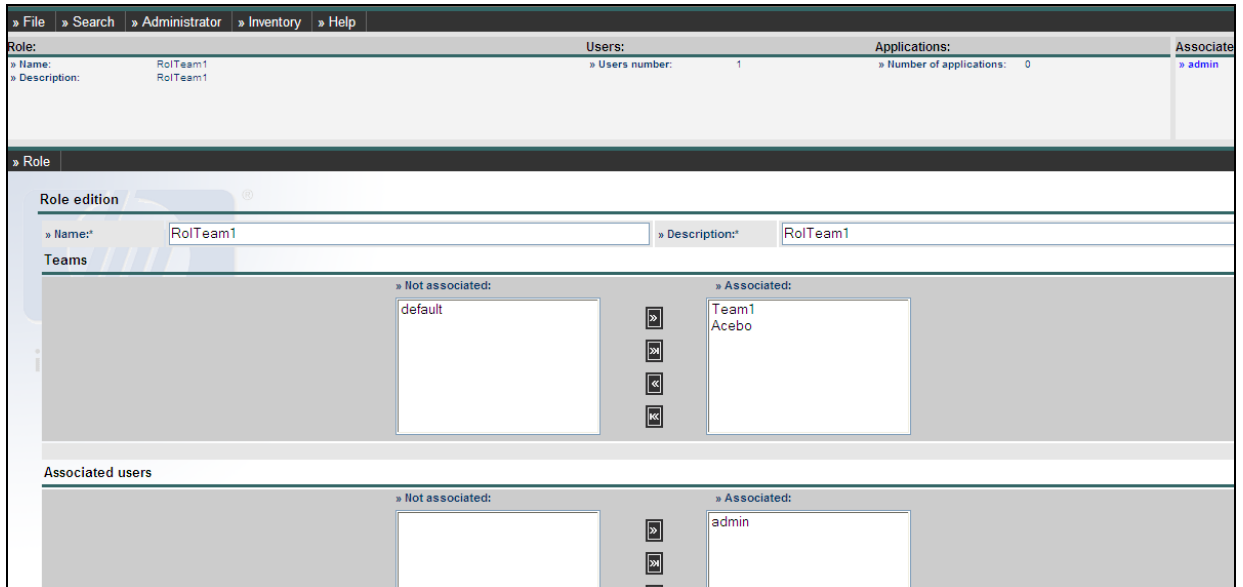 » File » Search » Administrator » Inventory » Help
Role: Users: Applications: Associate
» Name: RolTeam1 » Users number: 1 » Number of applications: 0 » admin
» Description: RolTeam1
» Role
Role edition ®
» Name:* RolTeam1 » Description:* RolTeam1
Teams
» Not associated: » Associated:
default Team1
Acebo
Associated users
» Not associated: » Associated:
admin